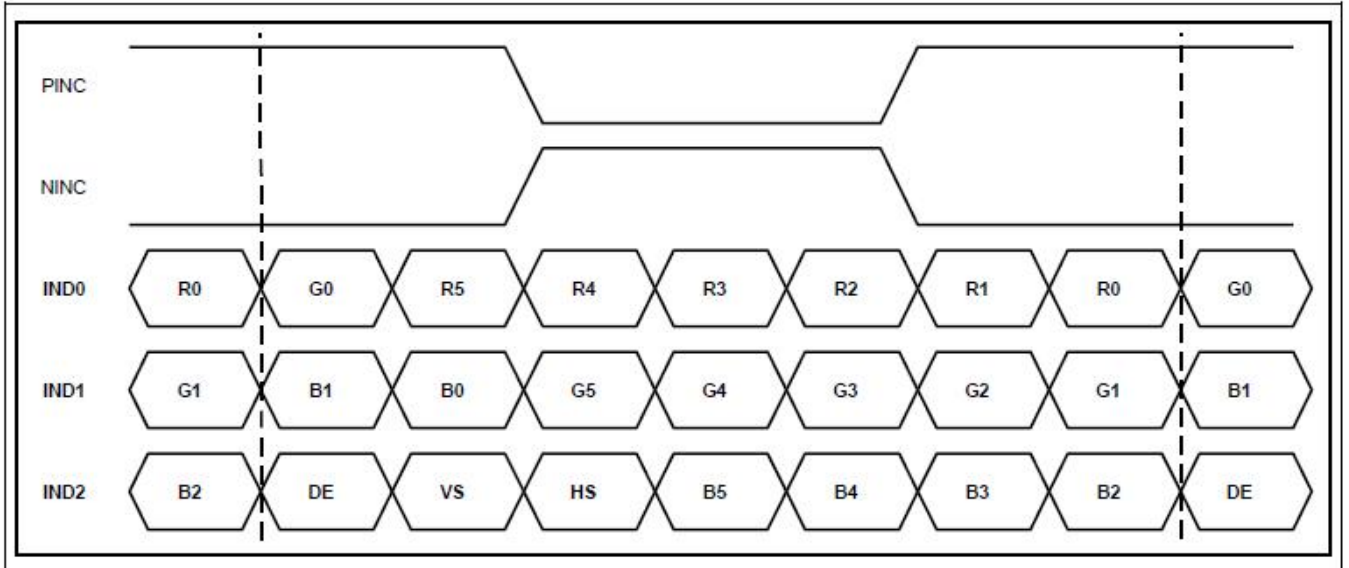 PINC
NINC
IND0 R0 G0 R5 R4 R3 R2 R1 R0 G0
IND1 G1 B1 B0 G5 G4 G3 G2 G1 B1
IND2 B2 DE VS HS B5 B4 B3 B2 DE